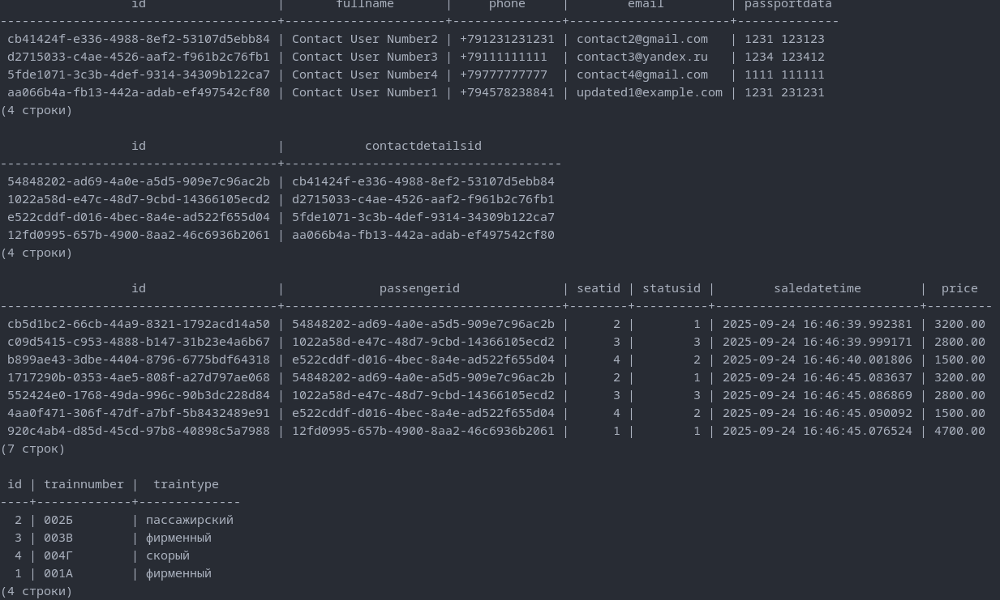 id | fullname | phone | email | passportdata
--------------------------------------+----------------------+---------------+----------------------+--------------
cb41424f-e336-4988-8ef2-53107d5ebb84 | Contact User Number2 | +791231231231 | contact2@gmail.com | 1231 123123
d2715033-c4ae-4526-aaf2-f961b2c76fb1 | Contact User Number3 | +79111111111 | contact3@yandex.ru | 1234 123412
5fde1071-3c3b-4def-9314-34309b122ca7 | Contact User Number4 | +79777777777 | contact4@gmail.com | 1111 111111
aa066b4a-fb13-442a-adab-ef497542cf80 | Contact User Number1 | +794578238841 | updated1@example.com | 1231 231231
(4 строки)
id | contactdetailsid
--------------------------------------+--------------------------------------
54848202-ad69-4a0e-a5d5-909e7c96ac2b | cb41424f-e336-4988-8ef2-53107d5ebb84
1022a58d-e47c-48d7-9cbd-14366105ecd2 | d2715033-c4ae-4526-aaf2-f961b2c76fb1
e522cddf-d016-4bec-8a4e-ad522f655d04 | 5fde1071-3c3b-4def-9314-34309b122ca7
12fd0995-657b-4900-8aa2-46c6936b2061 | aa066b4a-fb13-442a-adab-ef497542cf80
(4 строки)
id | passengerid | seatid | statusid | saledatetime | price
--------------------------------------+--------------------------------------+--------+----------+----------------------------+---------
cb5d1bc2-66cb-44a9-8321-1792acd14a50 | 54848202-ad69-4a0e-a5d5-909e7c96ac2b | 2 | 1 | 2025-09-24 16:46:39.992381 | 3200.00
c09d5415-c953-4888-b147-31b23e4a6b67 | 1022a58d-e47c-48d7-9cbd-14366105ecd2 | 3 | 3 | 2025-09-24 16:46:39.999171 | 2800.00
b899ae43-3dbe-4404-8796-6775bdf64318 | e522cddf-d016-4bec-8a4e-ad522f655d04 | 4 | 2 | 2025-09-24 16:46:40.001806 | 1500.00
1717290b-0353-4ae5-808f-a27d797ae068 | 54848202-ad69-4a0e-a5d5-909e7c96ac2b | 2 | 1 | 2025-09-24 16:46:45.083637 | 3200.00
552424e0-1768-49da-996c-90b3dc228d84 | 1022a58d-e47c-48d7-9cbd-14366105ecd2 | 3 | 3 | 2025-09-24 16:46:45.086869 | 2800.00
4aa0f471-306f-47df-a7bf-5b8432489e91 | e522cddf-d016-4bec-8a4e-ad522f655d04 | 4 | 2 | 2025-09-24 16:46:45.090092 | 1500.00
920c4ab4-d85d-45cd-97b8-40898c5a7988 | 12fd0995-657b-4900-8aa2-46c6936b2061 | 1 | 1 | 2025-09-24 16:46:45.076524 | 4700.00
(7 строк)
id | trainnumber | traintype
----+-------------+--------------
2 | 002Б | пассажирский
3 | 003В | фирменный
4 | 004Г | скорый
1 | 001А | фирменный
(4 строки)